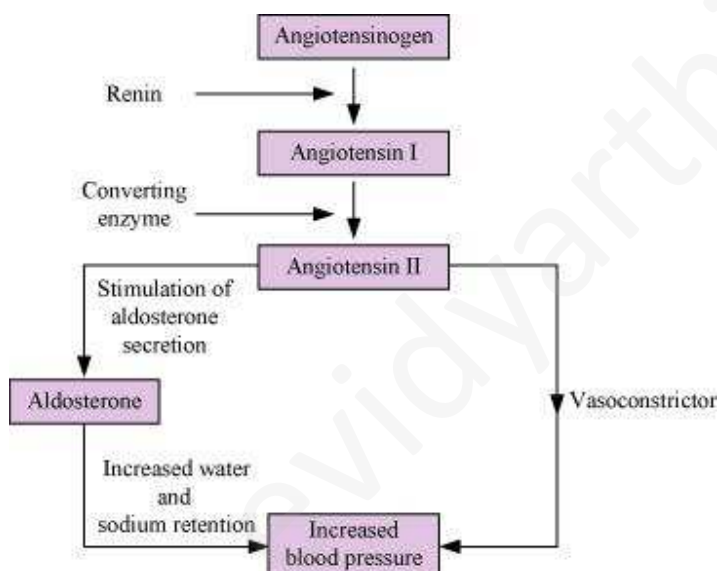 Angiotensinogen
Renin
Angiotensin I
Converting
enzyme
Angiotensin II
Stimulation of
aldosterone
secretion
Aldosterone
Vasoconstrictor
Increased water
and
sodium retention
Increased
blood pressure
evidyarthi